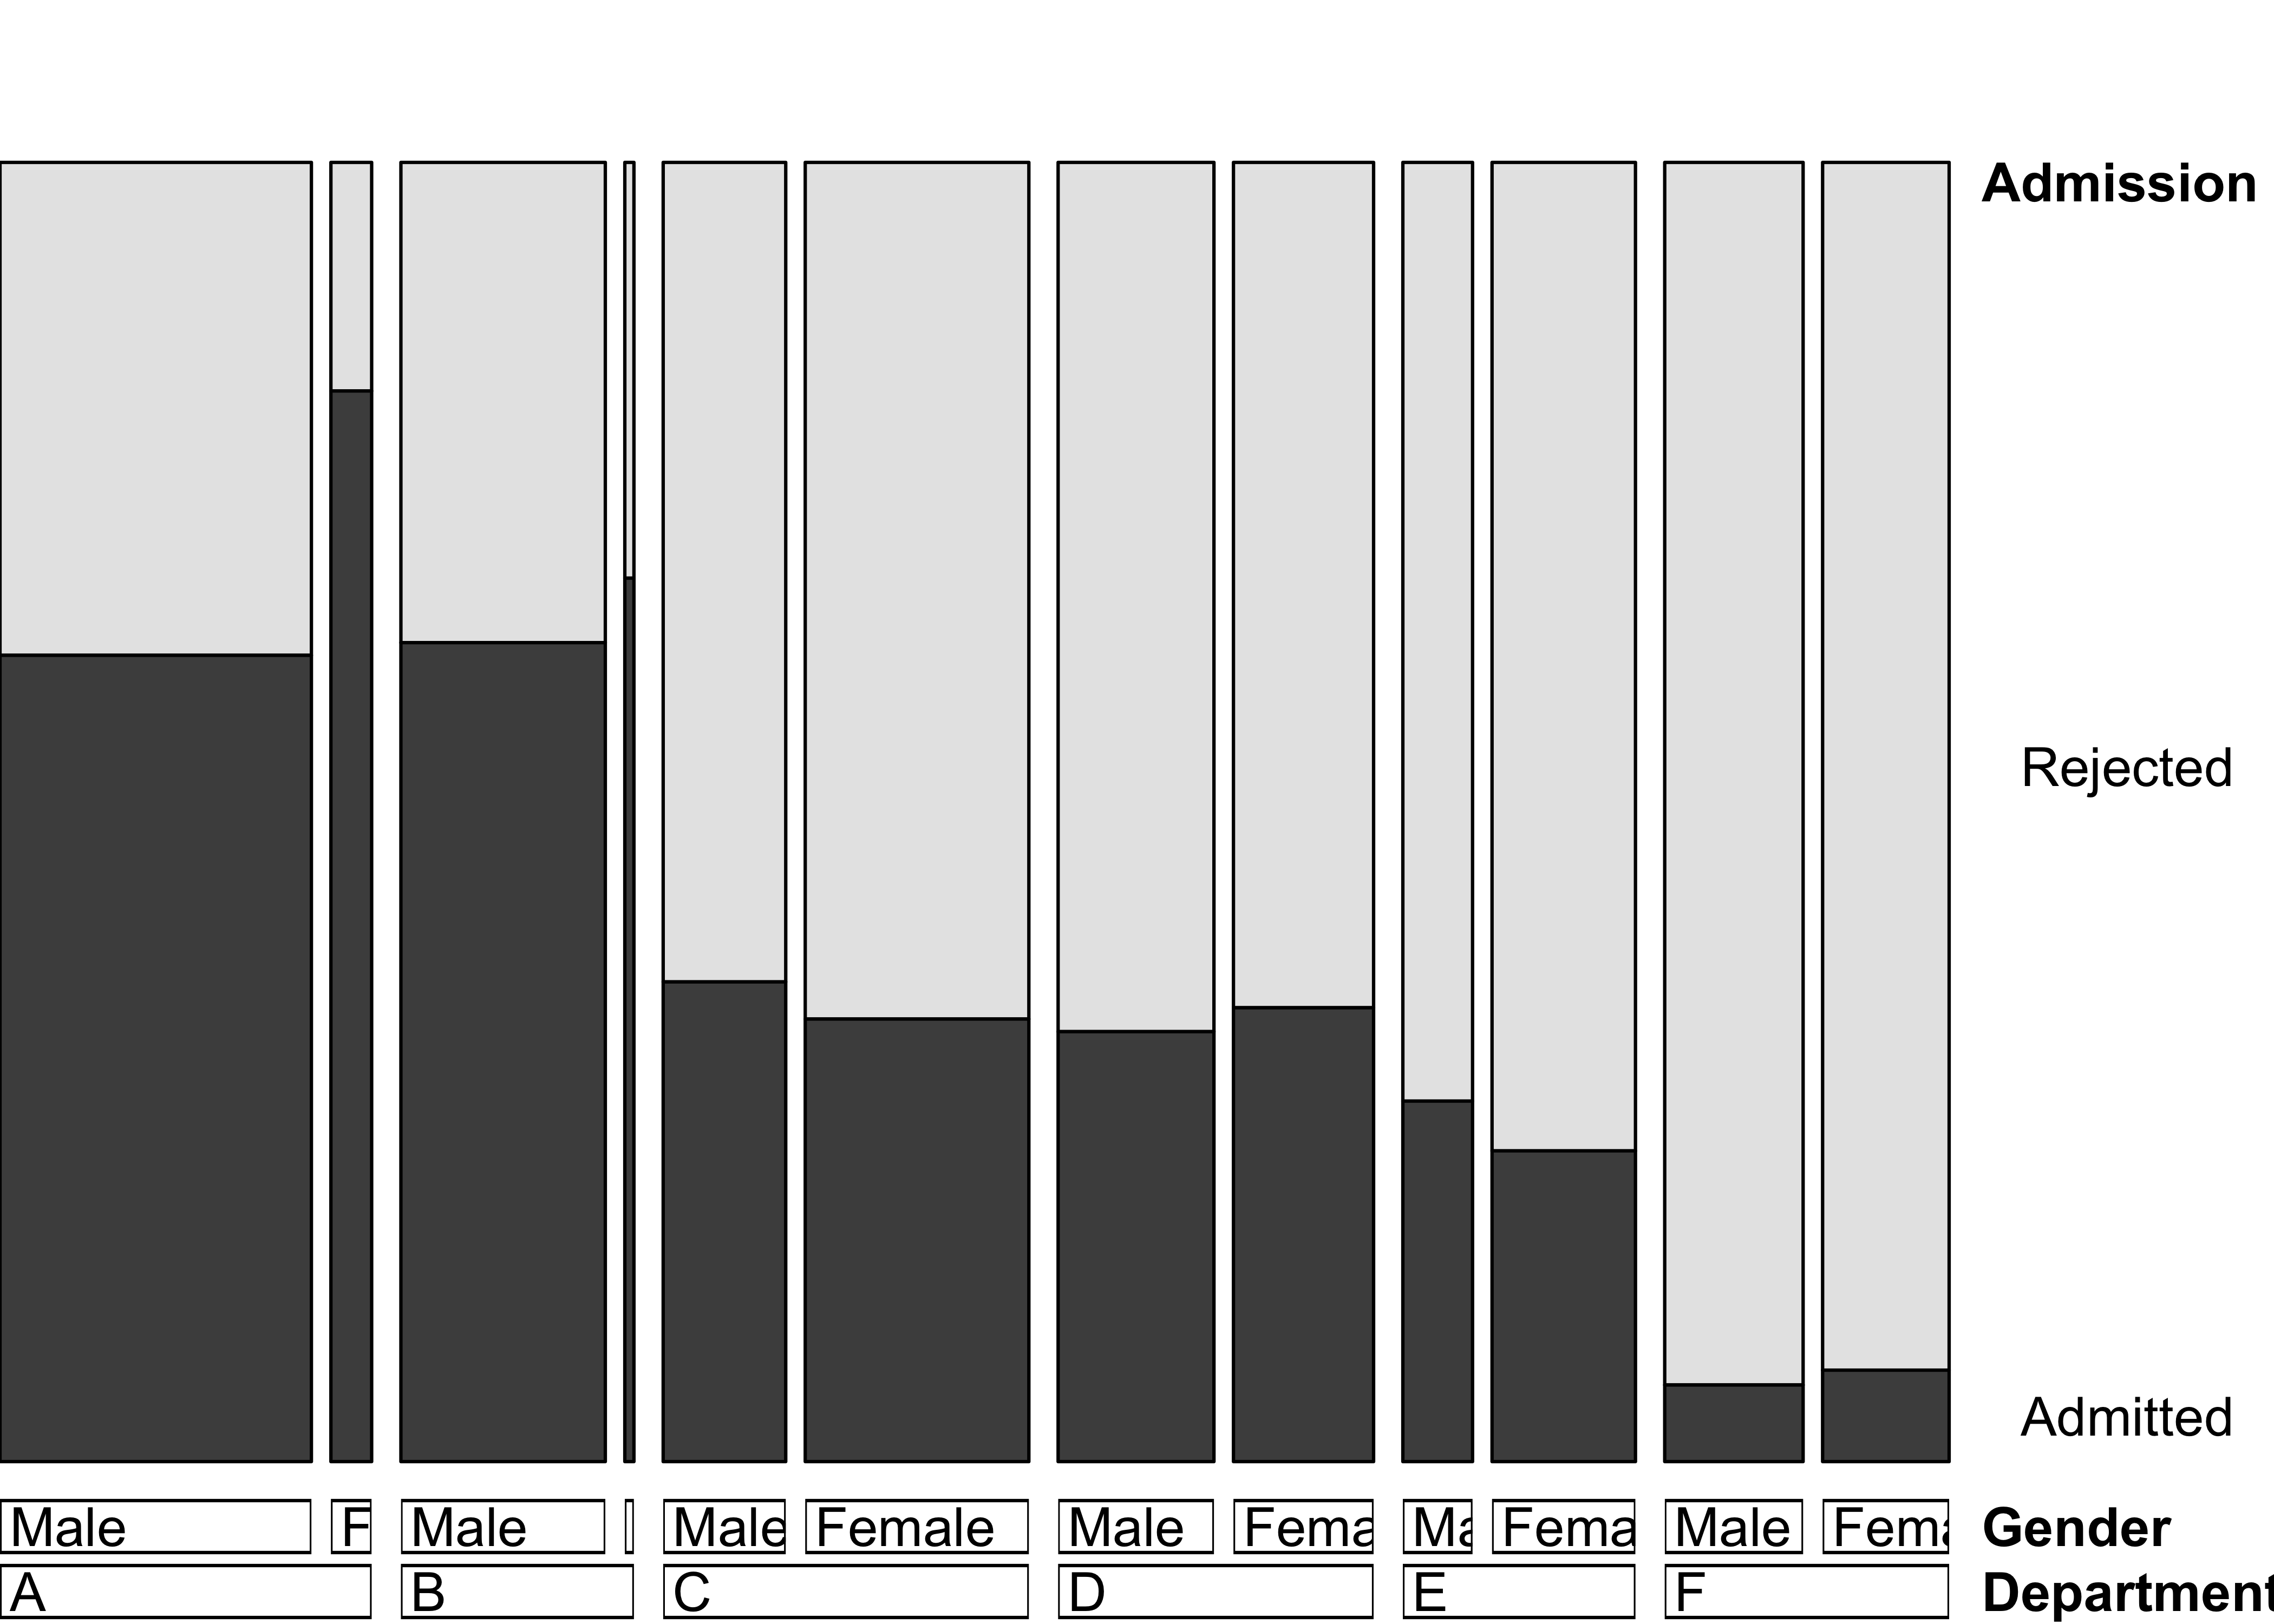 Admission
Rejected
Admitted
Male F Male Male Female Male Fema Ma Fema Male Fema Gender
A B C D E F Department